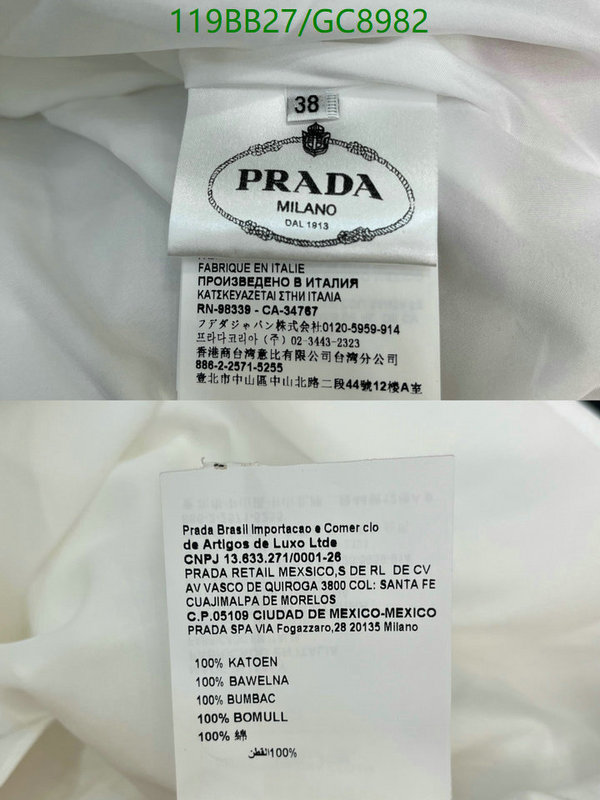 119BB27/GC8982
38
PRADA
MILANO
DAL 1913
FABRIQUE EN ITALIE
ПРОИЗВЕДЕНО В ИТАЛИЯ
ΚΑΤΣΚΕΥΑΖΕΤΑΙ ΣΤΗΝ ΙΤΑΛΙΑ
RN-98339 - CA-34767
プデダジャパン株式会社0120-5959-914
프라다코리아 (주) 02-3443-2323
香港商台湾意比有限公司台湾分公司
886-2-2571-5255
臺北市中山區中山北路二段44號12樓A室
Prada Brasil Importacao e Comer cio
de Artigos de Luxo Ltde
CNPJ 13.633.271/0001-26
PRADA RETAIL MEXSICO,S DE RL DE CV
AV VASCO DE QUIROGA 3800 COL: SANTA FE
CUAJIMALPA DE MORELOS
C.P.05109 CIUDAD DE MEXICO-MEXICO
PRADA SPA VIA Fogazzaro,28 20135 Milano
100% KATOEN
100% BAWELNA
100% BUMBAC
100% BOMULL
100% 綿
100%القطن